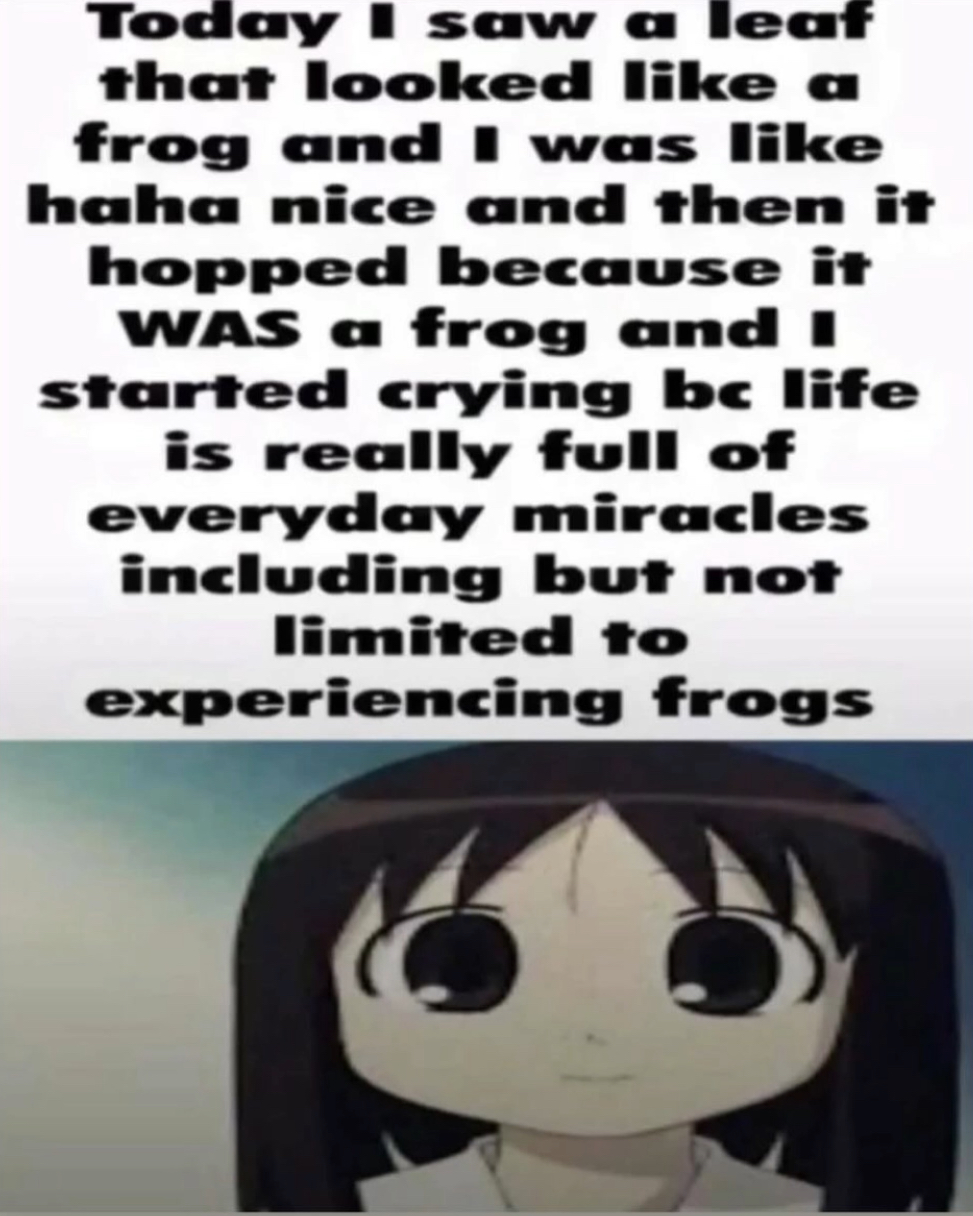 Today I saw a leaf
that looked like a
frog and I was like
haha nice and then it
hopped because it
WAS a frog and I
started crying bc life
is really full of
everyday miracles
including but not
limited to
experiencing frogs